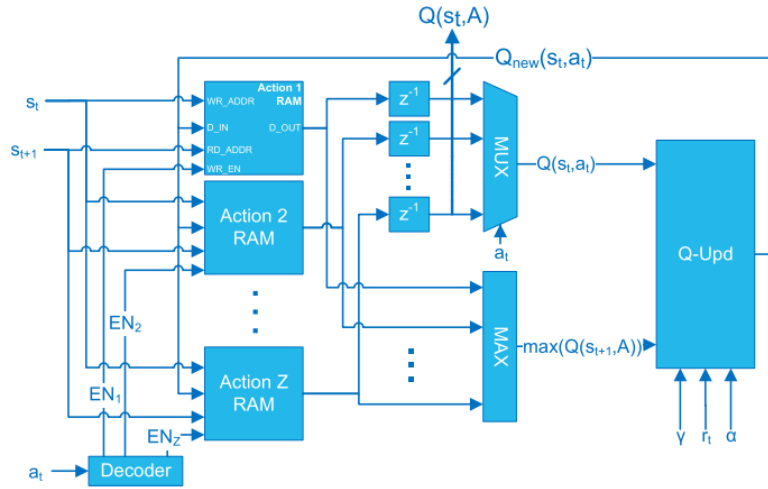 Q(sₜ,A)
Qₙₑw(sₜ,aₜ)
sₜ
sₜ₊₁
Action 1
RAM
WR_ADDR
D_IN
D_OUT
RD_ADDR
WR_EN
z⁻¹
z⁻¹
z⁻¹
MUX
Q(sₜ,aₜ)
aₜ
Action 2
RAM
Q-Upd
EN₂
MAX
max(Q(sₜ₊₁,A))
EN₁
Action Z
RAM
EN_Z
γ
rₜ
α
aₜ
Decoder